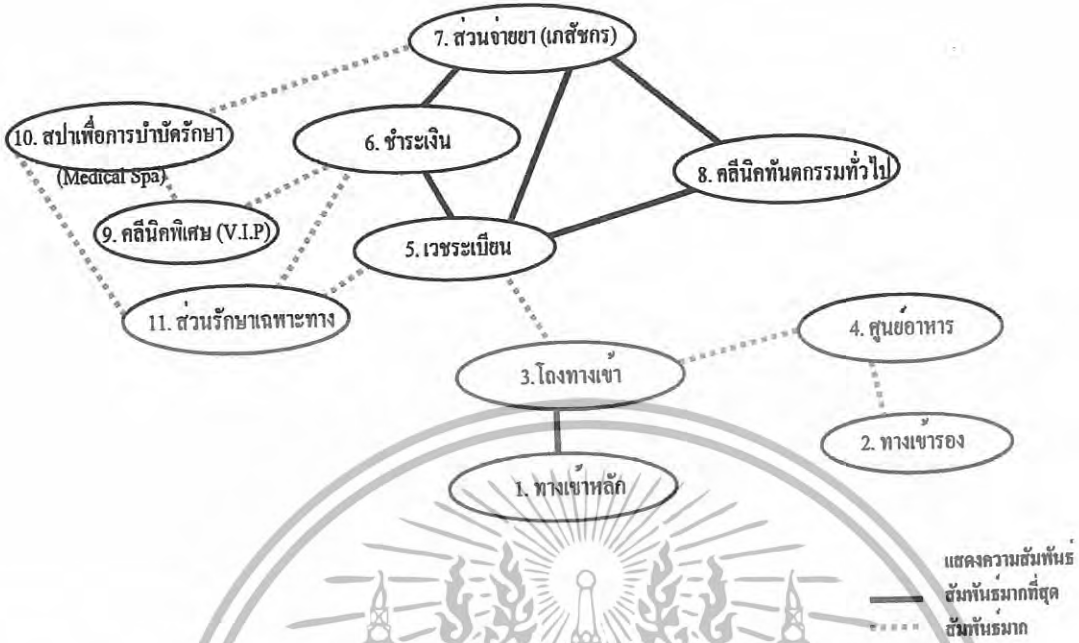 7. ส่วนจ่ายยา (เภสัชกร)
10. สปาเพื่อการบำบัดรักษา
(Medical Spa)
6. ชำระเงิน
8. คลีนิคทันตกรรมทั่วไป
9. คลีนิคพิเศษ (V.I.P)
5. เวชระเบียน
11. ส่วนรักษาเฉพาะทาง
4. ศูนย์อาหาร
3.โถงทางเข้า
2. ทางเข้ารอง
1. ทางเข้าหลัก
แสดงความสัมพันธ์
สัมพันธ์มากที่สุด
สัมพันธ์มาก